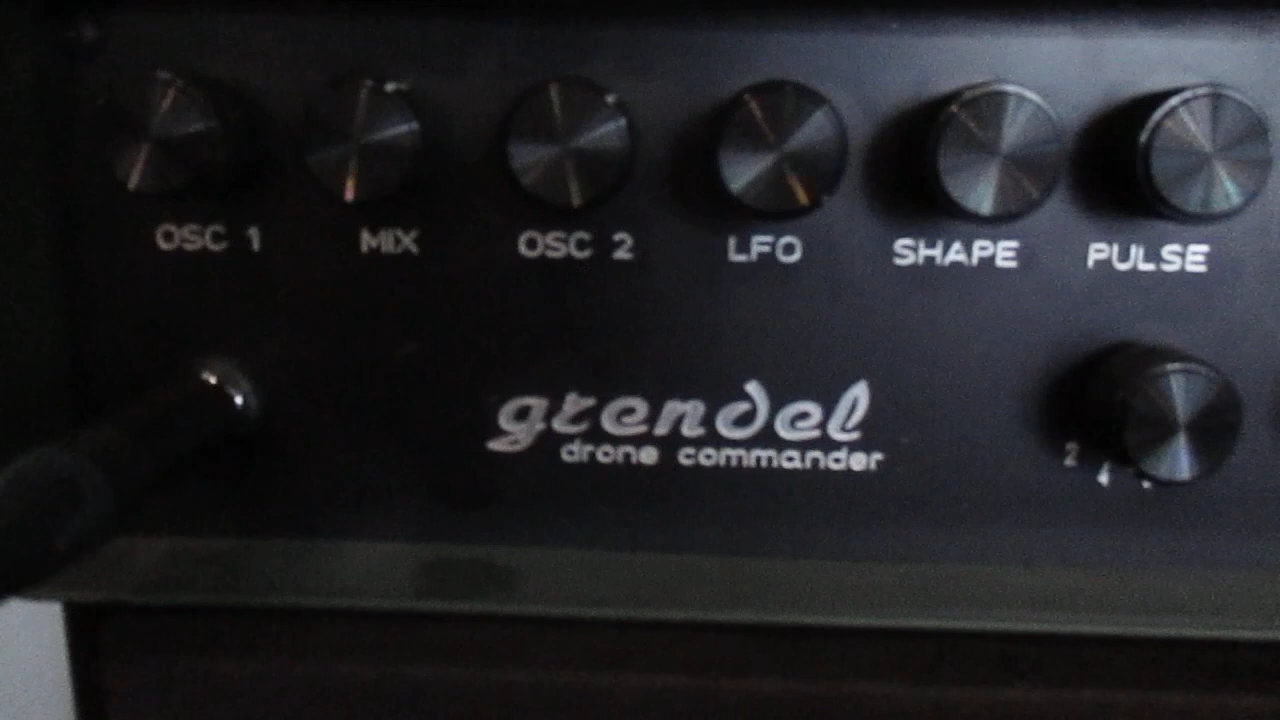 OSC 1 MIX OSC 2 LFO SHAPE PULSE
grendel
drone commander
2
4